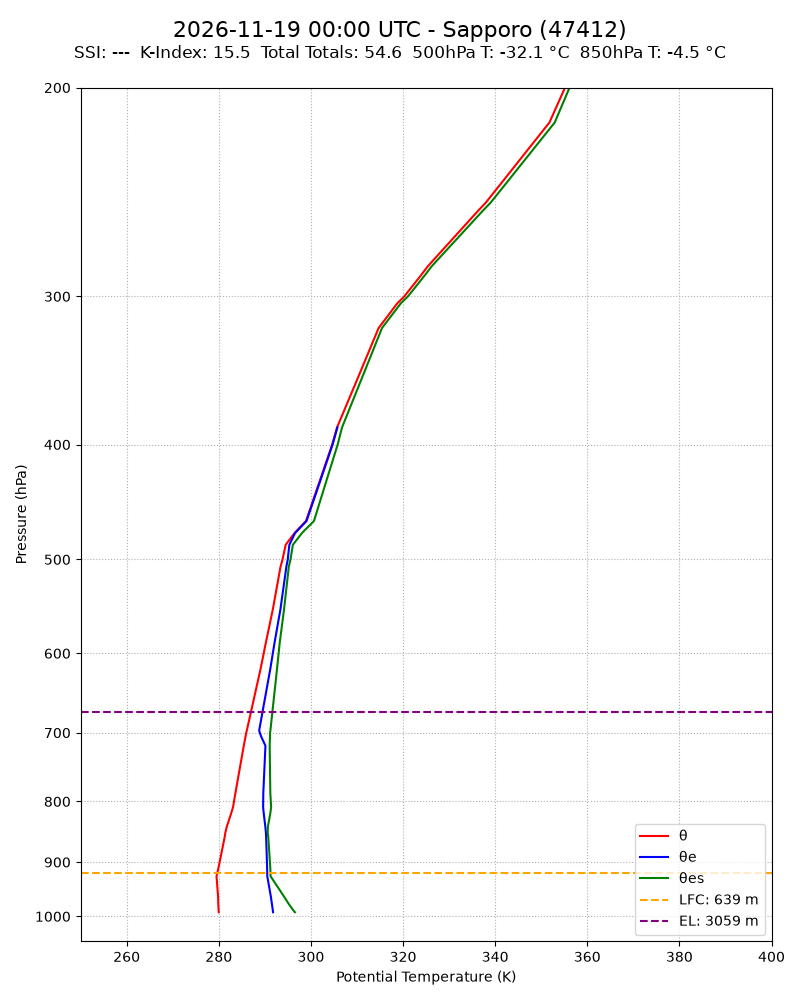 2026-11-19 00:00 UTC - Sapporo (47412)
SSI: --- K-Index: 15.5 Total Totals: 54.6 500hPa T: -32.1 °C 850hPa T: -4.5 °C
Pressure (hPa)
200
300
400
500
600
700
800
900
1000
θ
θe
θes
LFC: 639 m
EL: 3059 m
260 280 300 320 340 360 380 400
Potential Temperature (K)